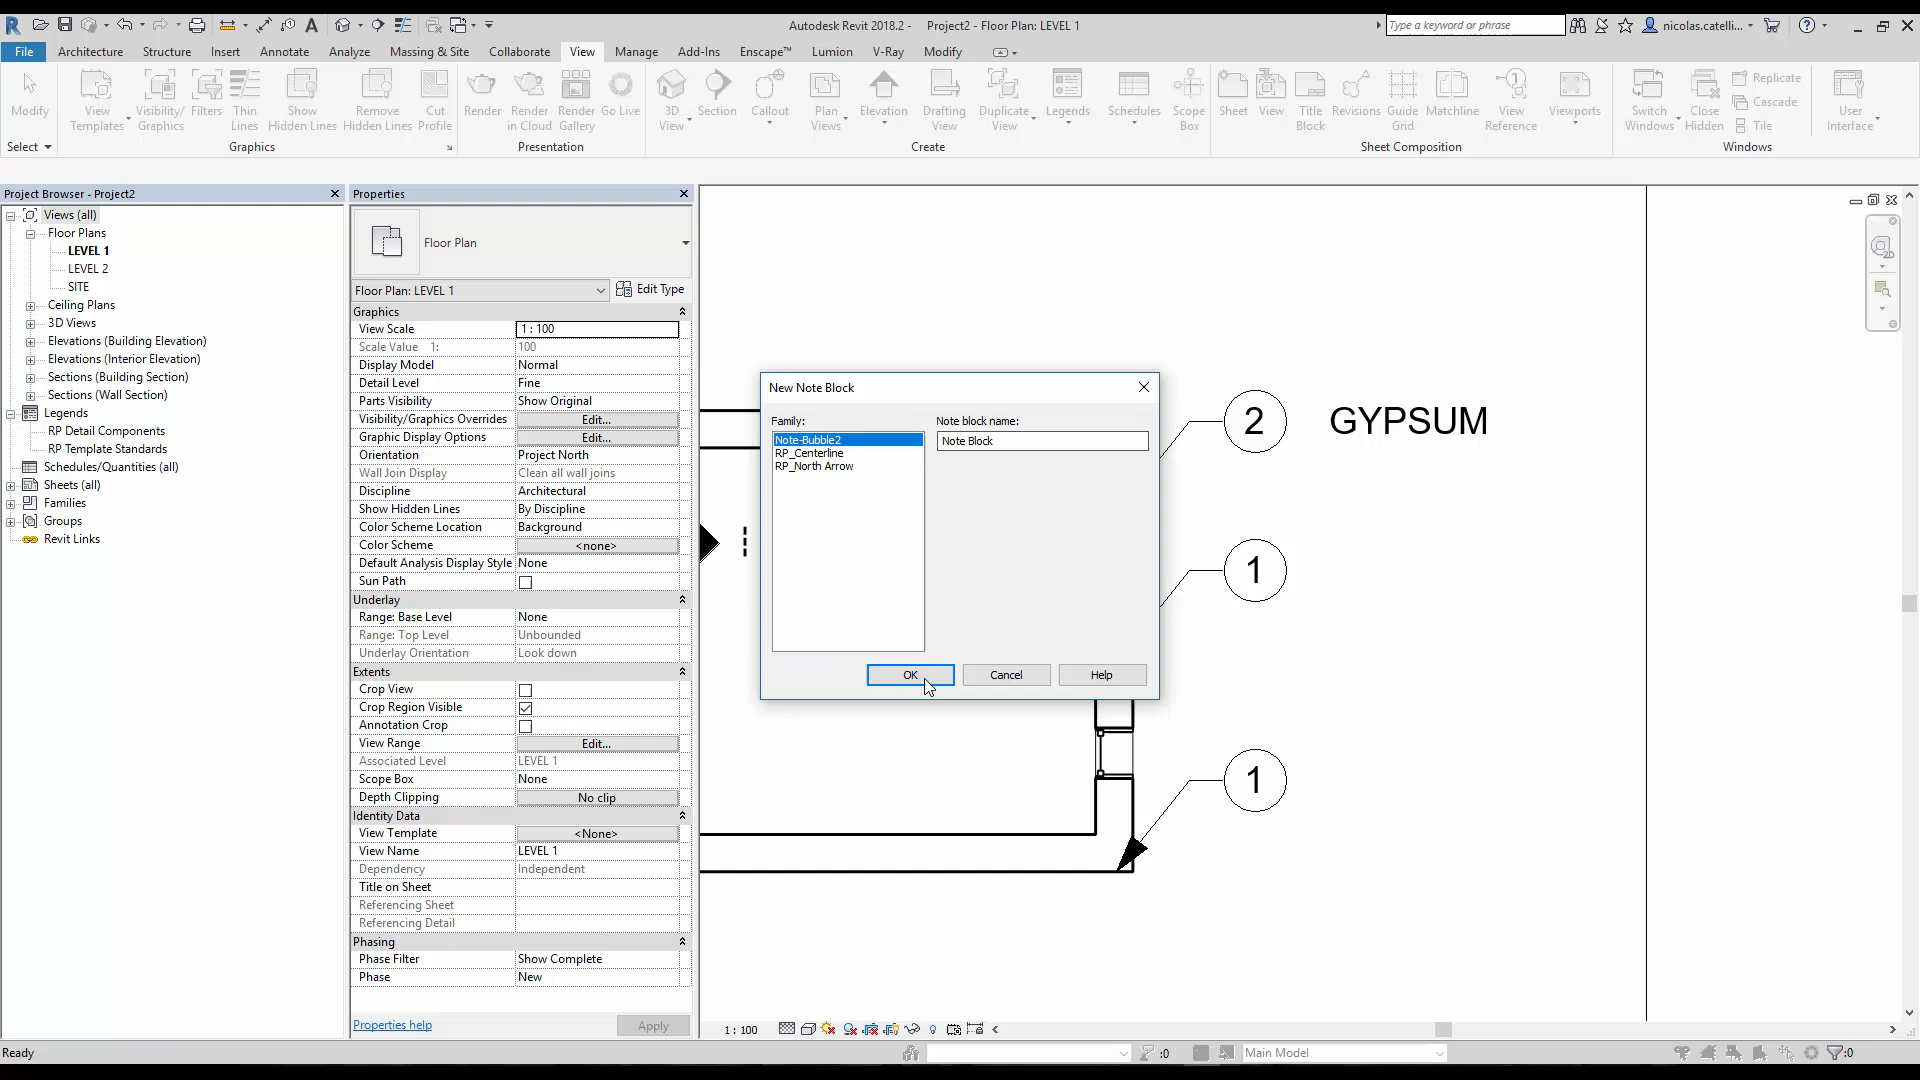 Autodesk Revit 2018.2 - Project2 - Floor Plan: LEVEL 1
Type a keyword or phrase
nicolas.catelli...
File Architecture Structure Insert Annotate Analyze Massing & Site Collaborate View Manage Add-Ins Enscape™ Lumion V-Ray Modify
Modify
View Templates
Visibility/ Graphics
Filters
Thin Lines
Show Hidden Lines
Remove Hidden Lines
Cut Profile
Render
Render in Cloud
Render Gallery
Go Live
3D View
Section
Callout
Plan Views
Elevation
Drafting View
Duplicate View
Legends
Schedules
Scope Box
Sheet
View
Title Block
Revisions
Guide Grid
Matchline
View Reference
Viewports
Switch Windows
Close Hidden
Replicate
Cascade
Tile
User Interface
Select Graphics Presentation Create Sheet Composition Windows
Project Browser - Project2
Views (all)
Floor Plans
LEVEL 1
LEVEL 2
SITE
Ceiling Plans
3D Views
Elevations (Building Elevation)
Elevations (Interior Elevation)
Sections (Building Section)
Sections (Wall Section)
Legends
RP Detail Components
RP Template Standards
Schedules/Quantities (all)
Sheets (all)
Families
Groups
Revit Links
Properties
Floor Plan
Floor Plan: LEVEL 1 Edit Type
Graphics
View Scale 1 : 100
Scale Value 1: 100
Display Model Normal
Detail Level Fine
Parts Visibility Show Original
Visibility/Graphics Overrides Edit...
Graphic Display Options Edit...
Orientation Project North
Wall Join Display Clean all wall joins
Discipline Architectural
Show Hidden Lines By Discipline
Color Scheme Location Background
Color Scheme <none>
Default Analysis Display Style None
Sun Path
Underlay
Range: Base Level None
Range: Top Level Unbounded
Underlay Orientation Look down
Extents
Crop View
Crop Region Visible
Annotation Crop
View Range Edit...
Associated Level LEVEL 1
Scope Box None
Depth Clipping No clip
Identity Data
View Template <None>
View Name LEVEL 1
Dependency Independent
Title on Sheet
Referencing Sheet
Referencing Detail
Phasing
Phase Filter Show Complete
Phase New
Properties help Apply
New Note Block
Family: Note block name:
Note-Bubble2 Note Block
RP_Centerline
RP_North Arrow
OK Cancel Help
2 GYPSUM
1
1
2D
1 : 100
Ready :0 Main Model :0